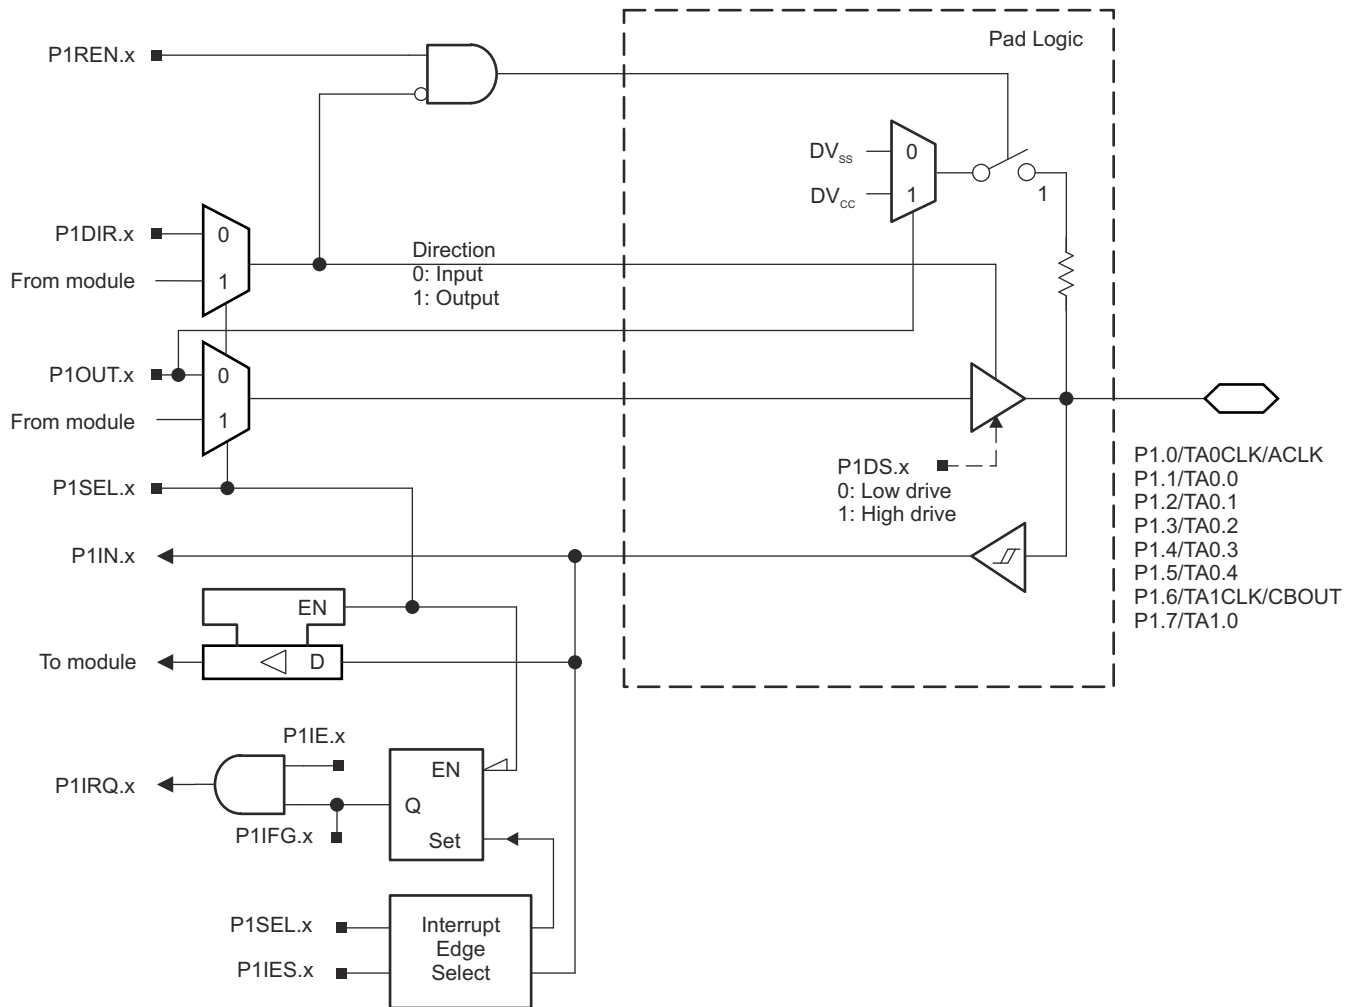 Pad Logic
P1REN.x
DVSS
0
DVCC
1
1
P1DIR.x
0
From module
1
Direction
0: Input
1: Output
P1OUT.x
0
From module
1
P1SEL.x
P1DS.x
0: Low drive
1: High drive
P1.0/TA0CLK/ACLK
P1.1/TA0.0
P1.2/TA0.1
P1.3/TA0.2
P1.4/TA0.3
P1.5/TA0.4
P1.6/TA1CLK/CBOUT
P1.7/TA1.0
P1IN.x
EN
To module
D
P1IE.x
P1IRQ.x
EN
Q
P1IFG.x
Set
P1SEL.x
P1IES.x
Interrupt
Edge
Select